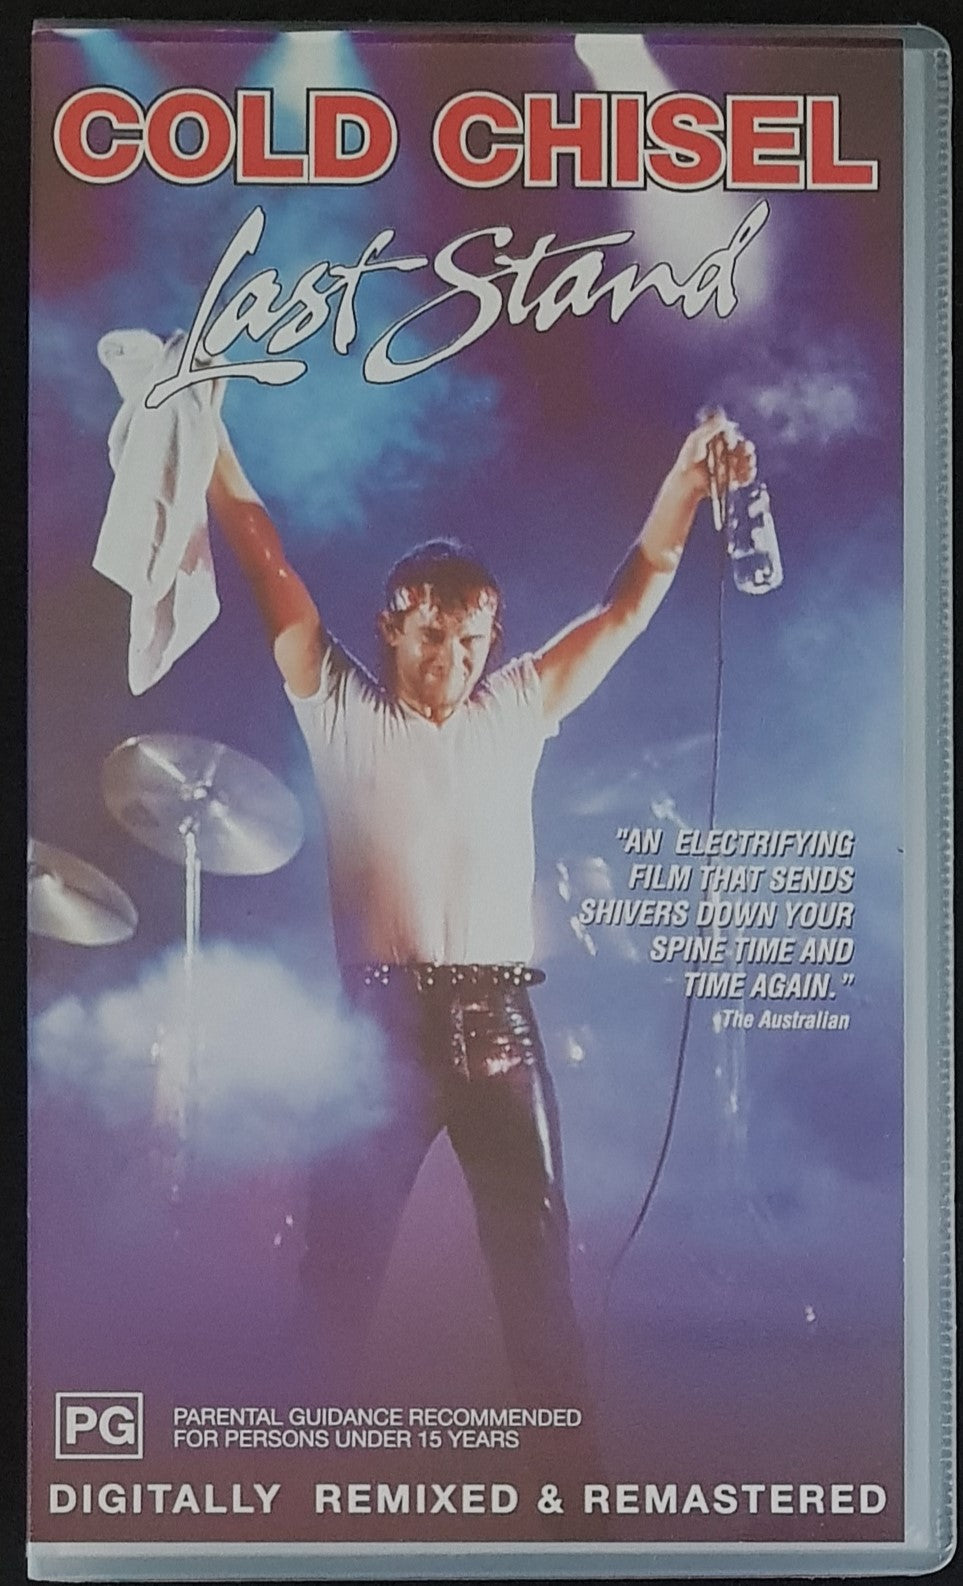 COLD CHISEL
Last Stand
"AN ELECTRIFYING
FILM THAT SENDS
SHIVERS DOWN YOUR
SPINE TIME AND
TIME AGAIN."
The Australian
PG
PARENTAL GUIDANCE RECOMMENDED
FOR PERSONS UNDER 15 YEARS
DIGITALLY REMIXED & REMASTERED